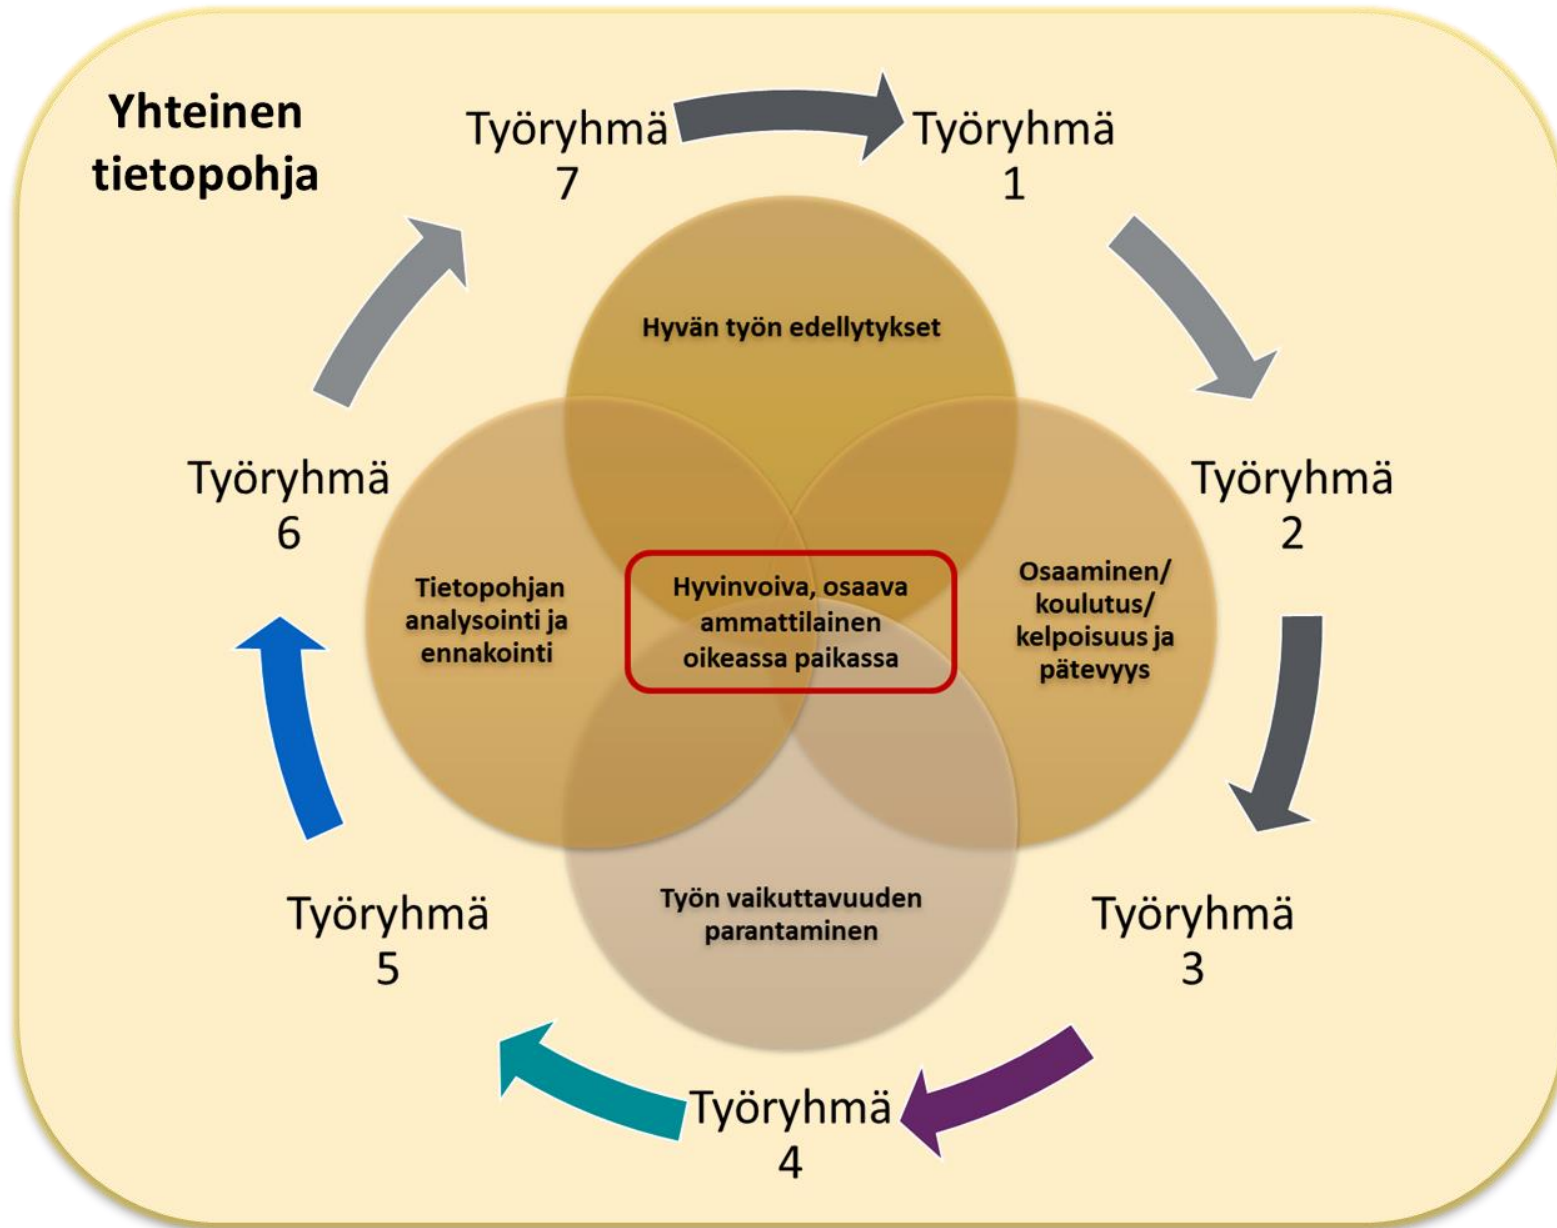 Yhteinen
tietopohja
Työryhmä
7
Työryhmä
1
Hyvän työn edellytykset
Työryhmä
6
Työryhmä
2
Tietopohjan
analysointi ja
ennakointi
Hyvinvoiva, osaava
ammattilainen
oikeassa paikassa
Osaaminen/
koulutus/
kelpoisuus ja
pätevyys
Työryhmä
5
Työn vaikuttavuuden
parantaminen
Työryhmä
3
Työryhmä
4